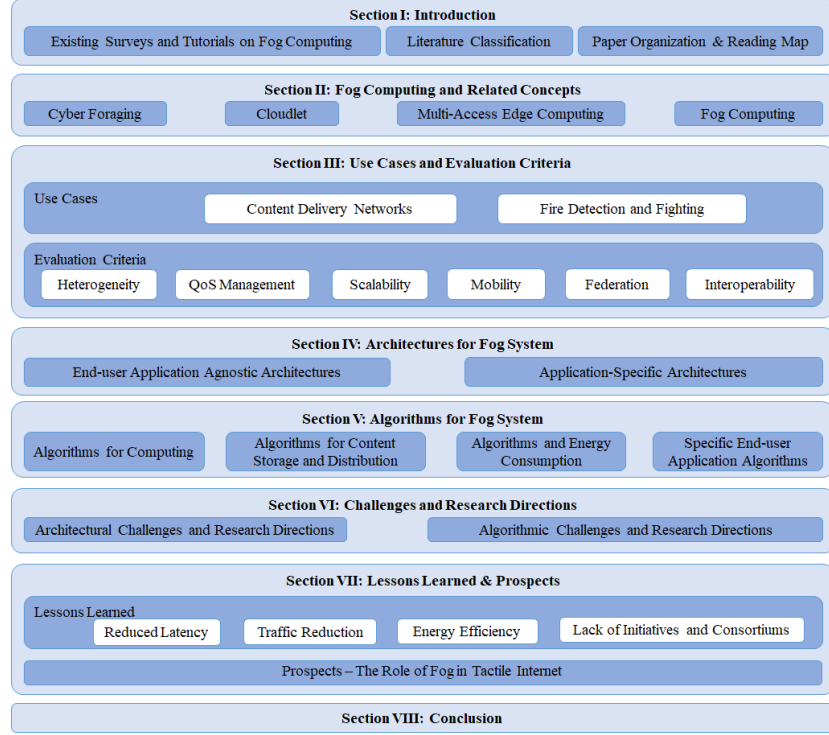 Section I: Introduction
Existing Surveys and Tutorials on Fog Computing
Literature Classification
Paper Organization & Reading Map
Section II: Fog Computing and Related Concepts
Cyber Foraging
Cloudlet
Multi-Access Edge Computing
Fog Computing
Section III: Use Cases and Evaluation Criteria
Use Cases
Content Delivery Networks
Fire Detection and Fighting
Evaluation Criteria
Heterogeneity
QoS Management
Scalability
Mobility
Federation
Interoperability
Section IV: Architectures for Fog System
End-user Application Agnostic Architectures
Application-Specific Architectures
Section V: Algorithms for Fog System
Algorithms for Computing
Algorithms for Content
Storage and Distribution
Algorithms and Energy
Consumption
Specific End-user
Application Algorithms
Section VI: Challenges and Research Directions
Architectural Challenges and Research Directions
Algorithmic Challenges and Research Directions
Section VII: Lessons Learned & Prospects
Lessons Learned
Reduced Latency
Traffic Reduction
Energy Efficiency
Lack of Initiatives and Consortiums
Prospects – The Role of Fog in Tactile Internet
Section VIII: Conclusion